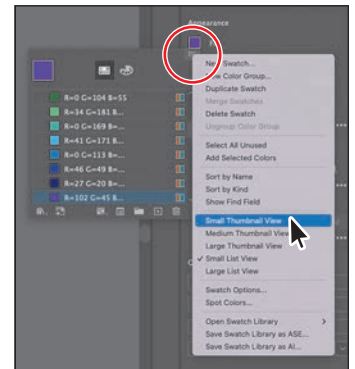 Appearance
New Swatch...
New Color Group...
Duplicate Swatch
Merge Swatches
Delete Swatch
Ungroup Color Group
Select All Unused
Add Selected Colors
Sort by Name
Sort by Kind
Show Find Field
Small Thumbnail View
Medium Thumbnail View
Large Thumbnail View
✓ Small List View
Large List View
Swatch Options...
Spot Colors...
Open Swatch Library >
Save Swatch Library as ASE...
Save Swatch Library as AI...
R=0 G=104 B=55
R=34 G=181 B...
R=0 G=169 B=...
R=41 G=171 B...
R=0 G=113 B=...
R=46 G=49 B=...
R=27 G=20 B=...
R=102 G=45 B...